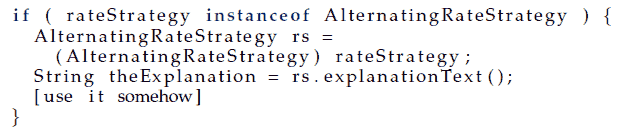 if ( rateStrategy instanceof AlternatingRateStrategy ) {
  AlternatingRateStrategy rs =
    (AlternatingRateStrategy) rateStrategy;
  String theExplanation = rs.explanationText();
  [use it somehow]
}